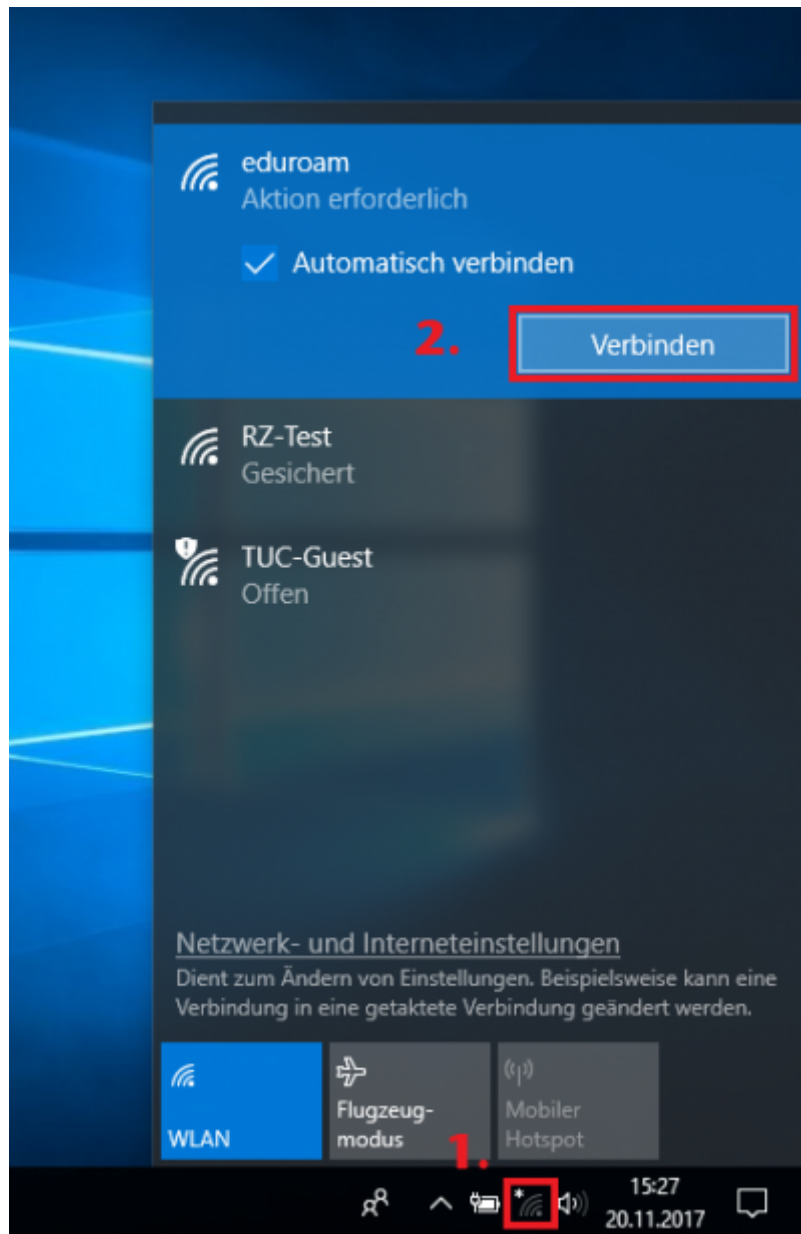 eduroam
Aktion erforderlich
Automatisch verbinden
2.
Verbinden
RZ-Test
Gesichert
TUC-Guest
Offen
Netzwerk- und Interneteinstellungen
Dient zum Ändern von Einstellungen. Beispielsweise kann eine
Verbindung in eine getaktete Verbindung geändert werden.
WLAN
Flugzeug-
modus
Mobiler
Hotspot
1.
15:27
20.11.2017